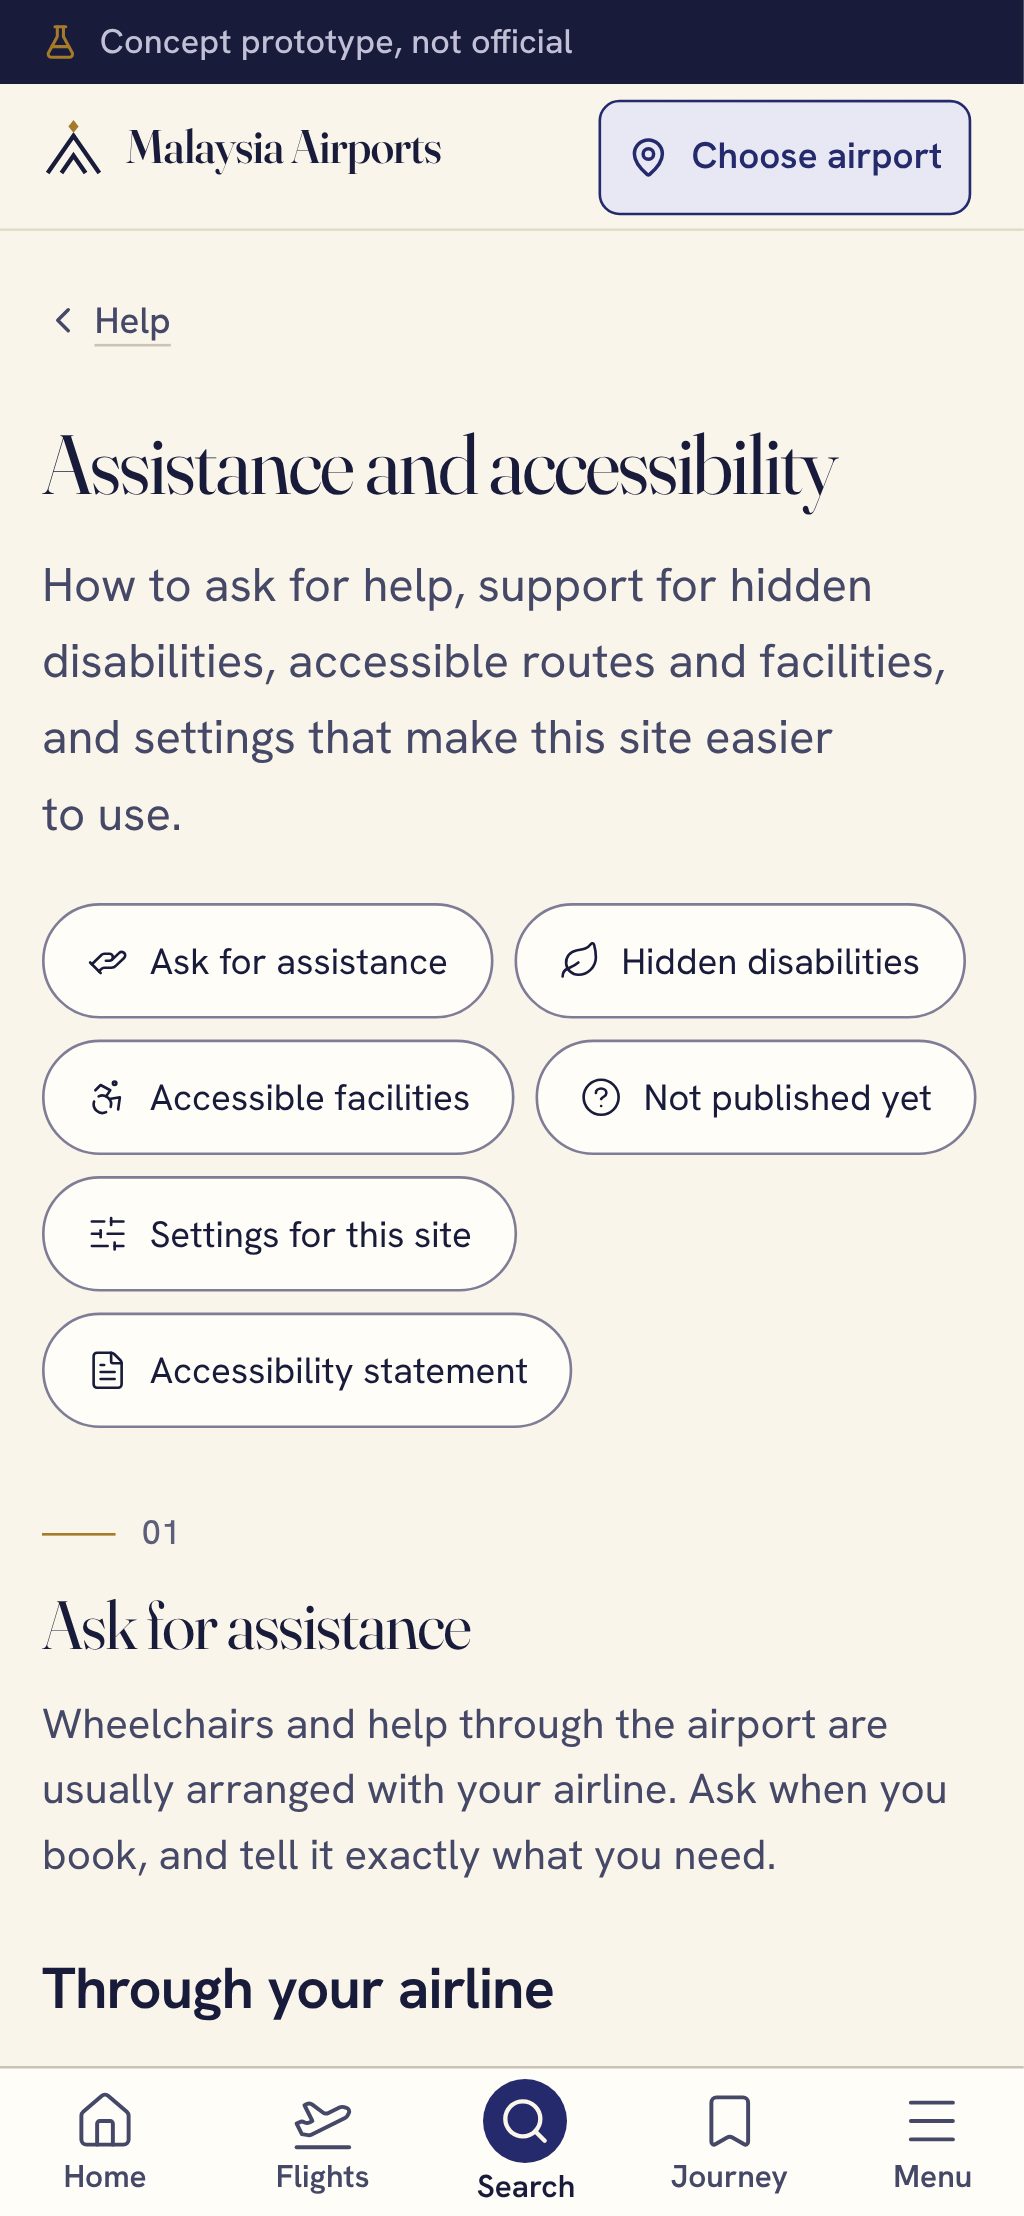 Concept prototype, not official
Malaysia Airports
Choose airport
Help
Assistance and accessibility
How to ask for help, support for hidden
disabilities, accessible routes and facilities,
and settings that make this site easier
to use.
Ask for assistance
Hidden disabilities
Accessible facilities
Not published yet
Settings for this site
Accessibility statement
01
Ask for assistance
Wheelchairs and help through the airport are
usually arranged with your airline. Ask when you
book, and tell it exactly what you need.
Through your airline
Home
Flights
Search
Journey
Menu